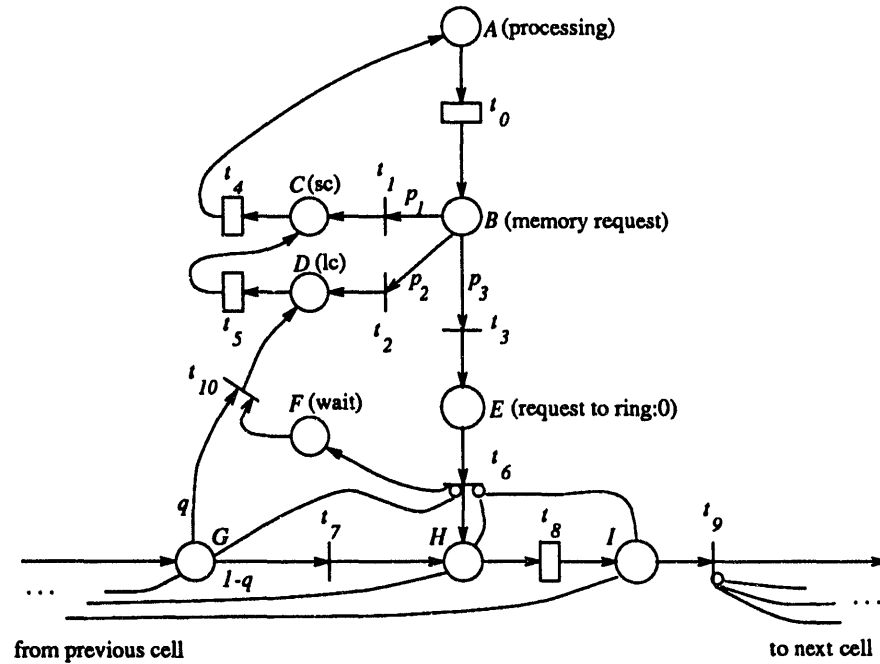 A (processing)
t0
t4
C (sc)
t1
p1
B (memory request)
D (lc)
p2
p3
t5
t2
t3
t10
F (wait)
E (request to ring:0)
t6
q
G
t7
H
t8
I
t9
1-q
...
...
from previous cell
to next cell